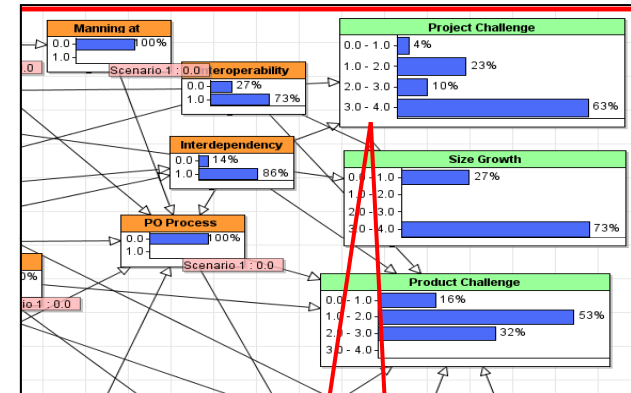 Manning at
0.0 - 100%
1.0 -
.0
Scenario 1 : 0.0
teroperability
0.0 - 27%
1.0 - 73%
Project Challenge
0.0 - 1.0 - 4%
1.0 - 2.0 - 23%
2.0 - 3.0 - 10%
3.0 - 4.0 - 63%
Interdependency
0.0 - 14%
1.0 - 86%
Size Growth
0.0 - 1.0 - 27%
1.0 - 2.0 -
2.0 - 3.0 -
3.0 - 4.0 - 73%
PO Process
0.0 - 100%
1.0 -
Scenario 1 : 0.0
0%
io 1 : 0.0
Product Challenge
0.0 - 1.0 - 16%
1.0 - 2.0 - 53%
2.0 - 3.0 - 32%
3.0 - 4.0 -